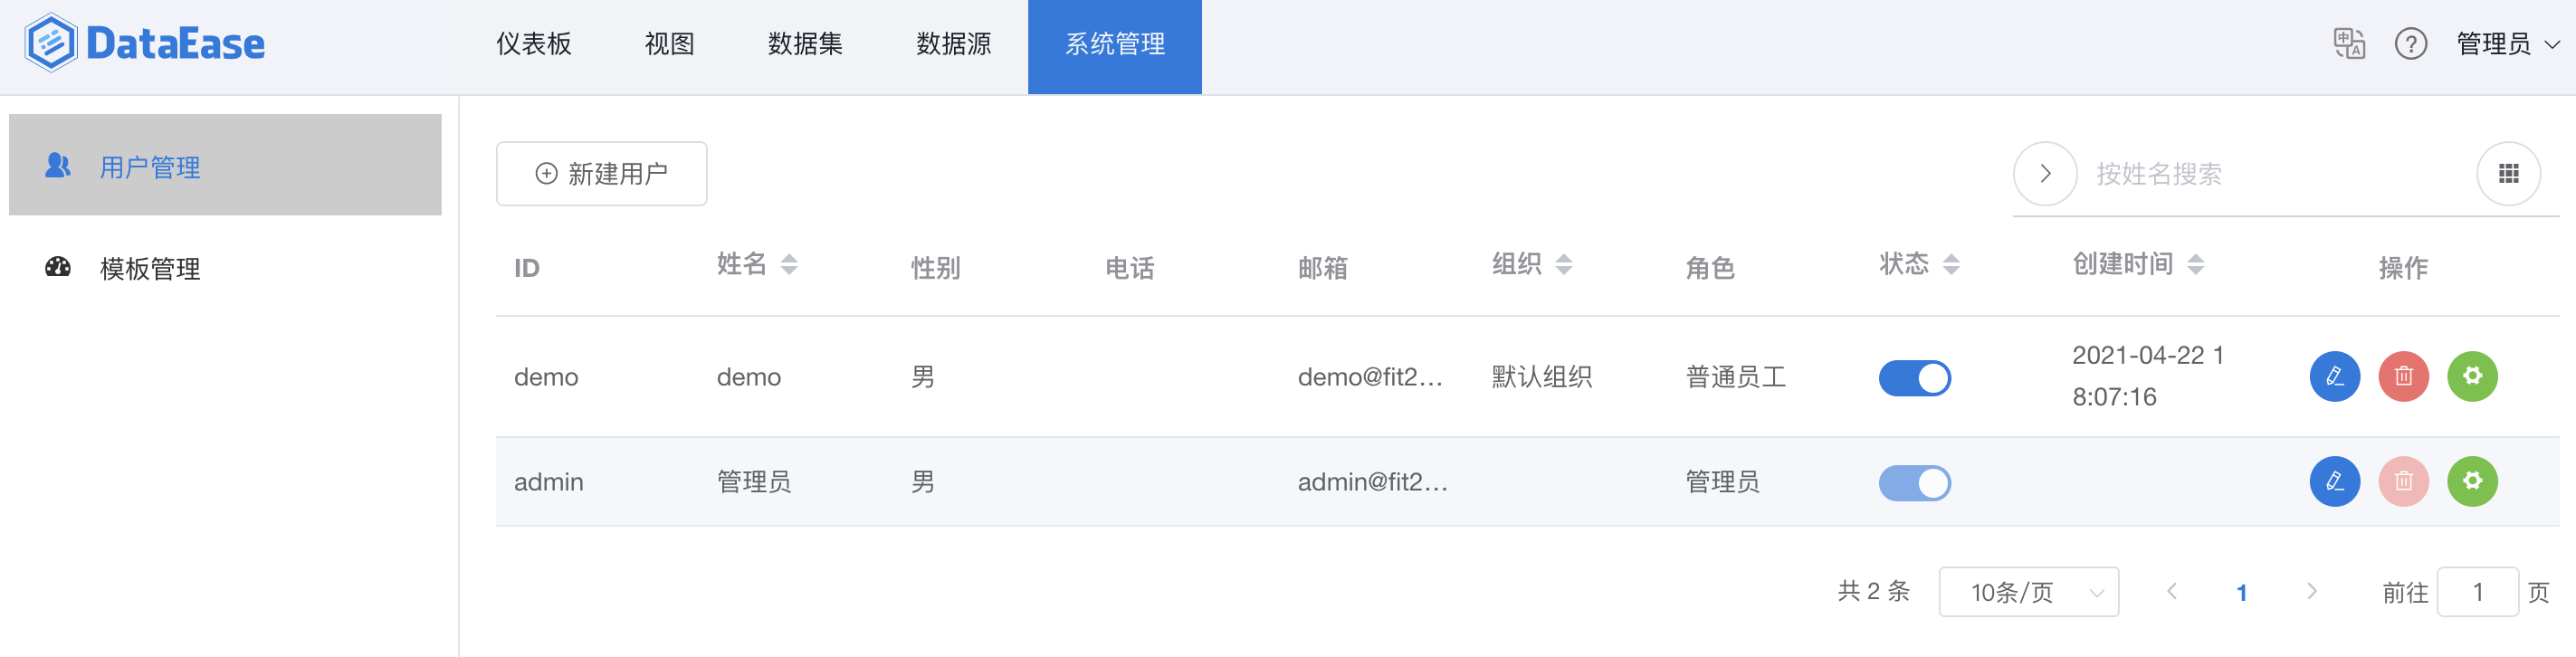 DataEase
仪表板 视图 数据集 数据源 系统管理
中 A ? 管理员
用户管理
模板管理
新建用户
按姓名搜索
ID 姓名 性别 电话 邮箱 组织 角色 状态 创建时间 操作
demo demo 男 demo@fit2... 默认组织 普通员工 2021-04-22 1
8:07:16
admin 管理员 男 admin@fit2... 管理员
共 2 条 10条/页 1 前往 1 页